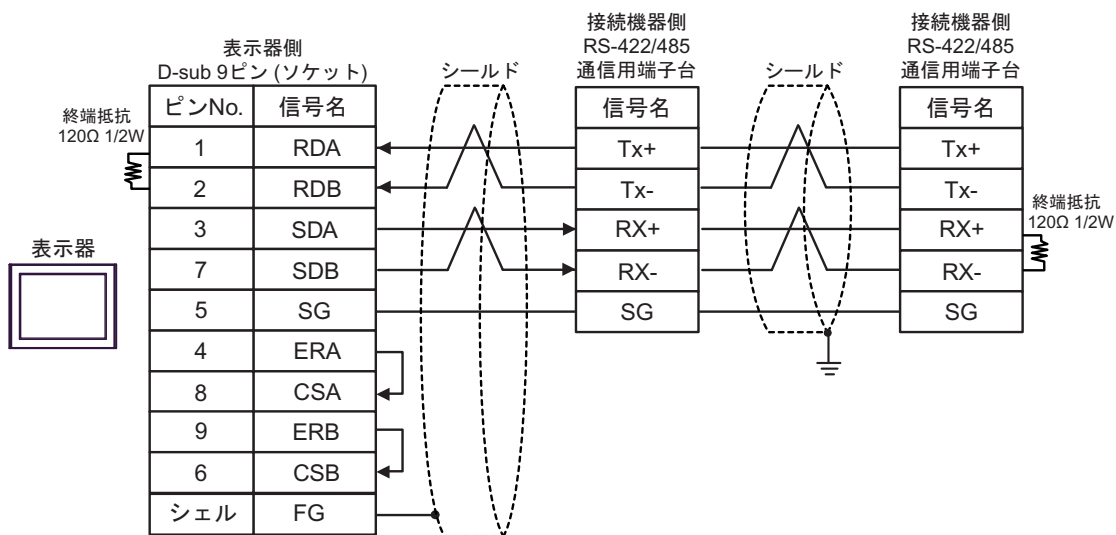 表示器側
D-sub 9ピン (ソケット)
シールド
接続機器側
RS-422/485
通信用端子台
シールド
接続機器側
RS-422/485
通信用端子台
終端抵抗
120Ω 1/2W
ピンNo. 信号名
1 RDA
2 RDB
3 SDA
7 SDB
5 SG
4 ERA
8 CSA
9 ERB
6 CSB
シェル FG
表示器
信号名
Tx+
Tx-
RX+
RX-
SG
信号名
Tx+
Tx-
RX+
RX-
SG
終端抵抗
120Ω 1/2W